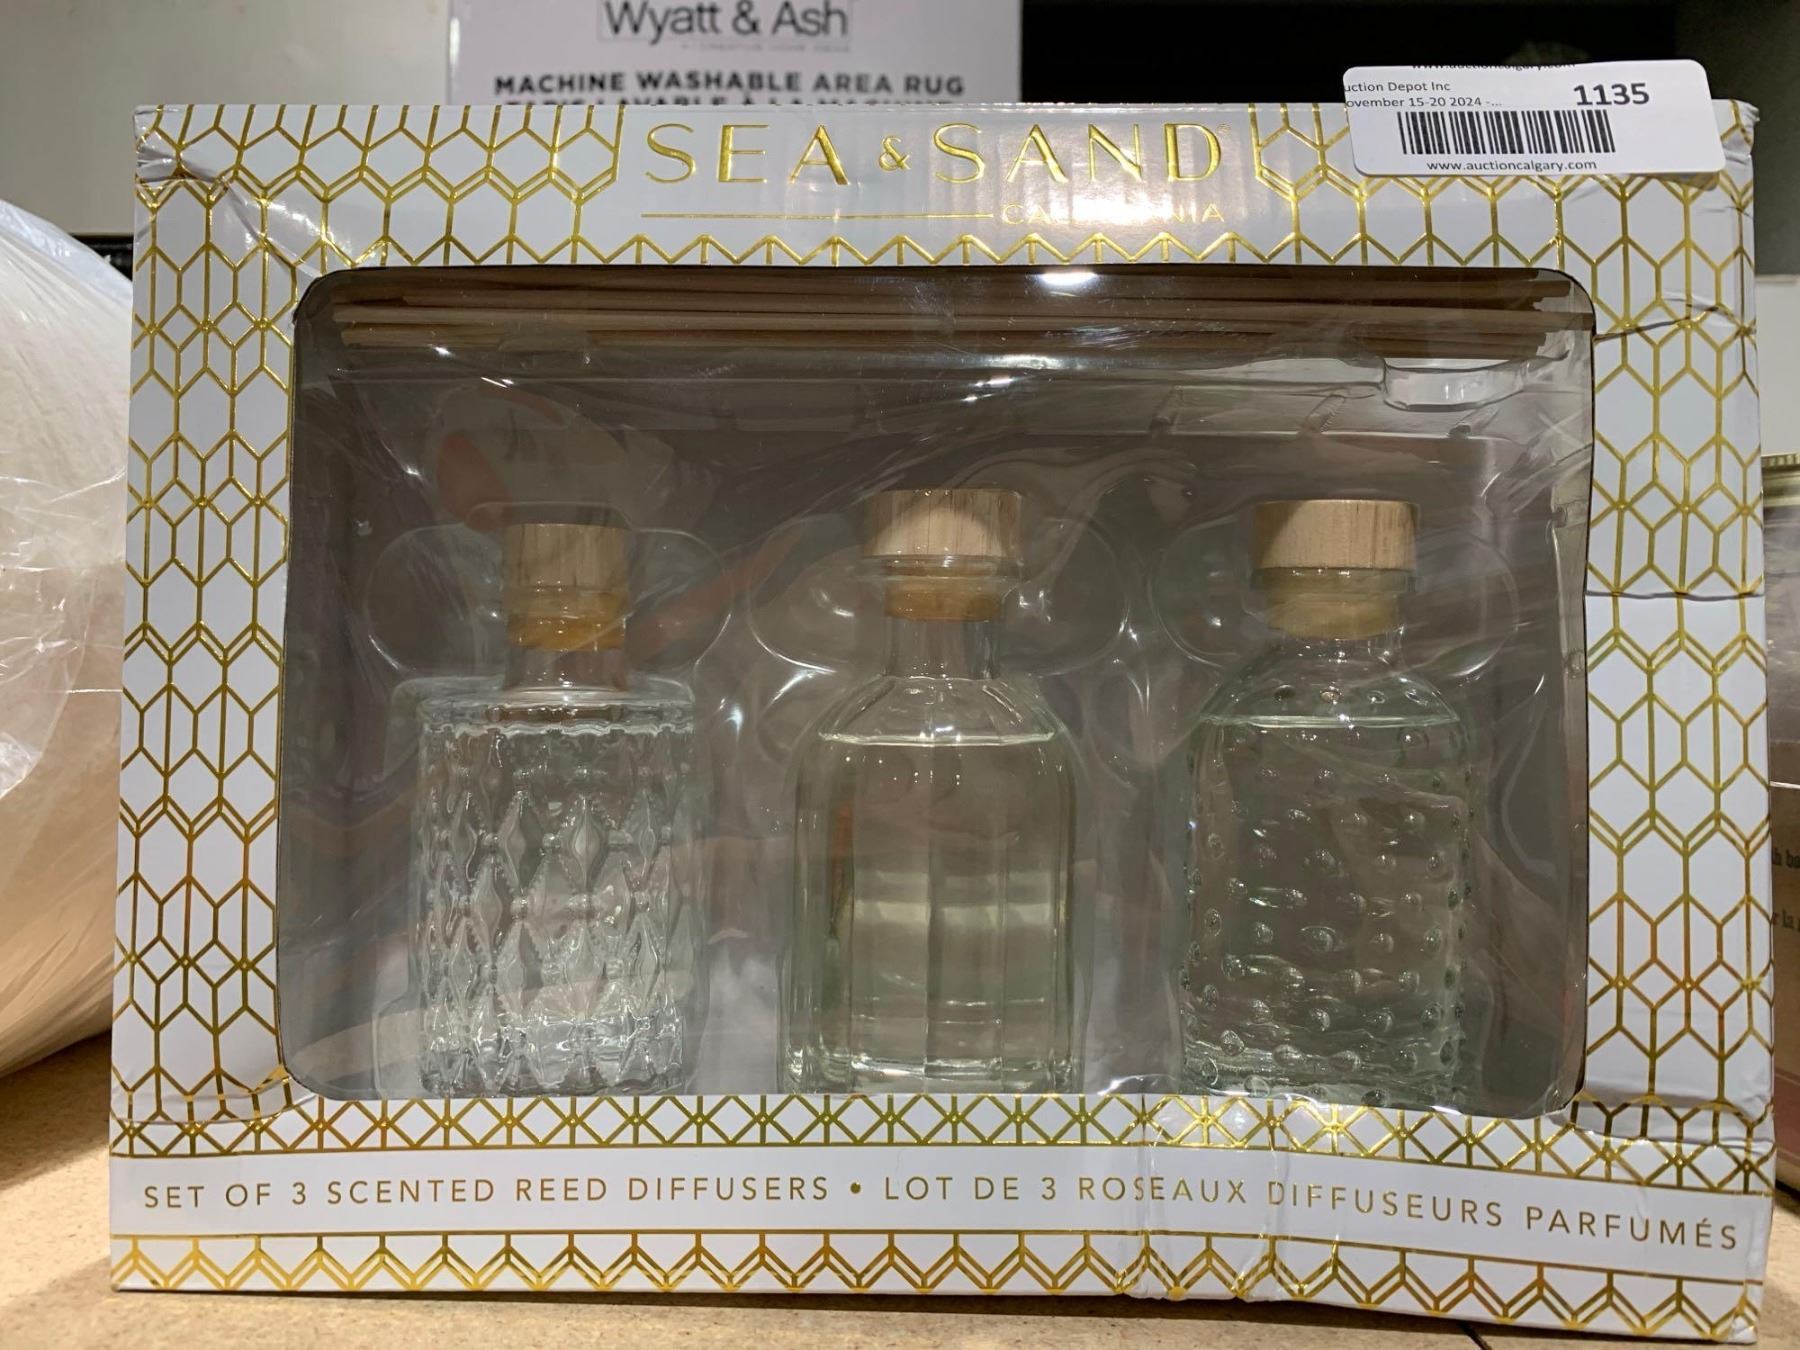 Wyatt & Ash
MACHINE WASHABLE AREA RUG
uction Depot Inc
ovember 15-20 2024 -...
1135
www.auctioncalgary.com
SEA & SAND
CALIFORNIA
SET OF 3 SCENTED REED DIFFUSERS • LOT DE 3 ROSEAUX DIFFUSEURS PARFUMÉS